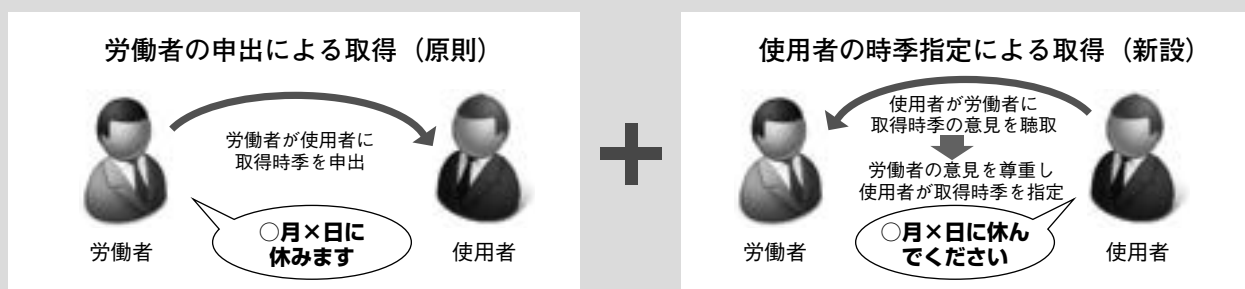 労働者の申出による取得（原則）
労働者が使用者に
取得時季を申出
○月×日に
休みます
労働者
使用者
＋
使用者の時季指定による取得（新設）
使用者が労働者に
取得時季の意見を聴取
労働者の意見を尊重し
使用者が取得時季を指定
○月×日に休ん
でください
労働者
使用者